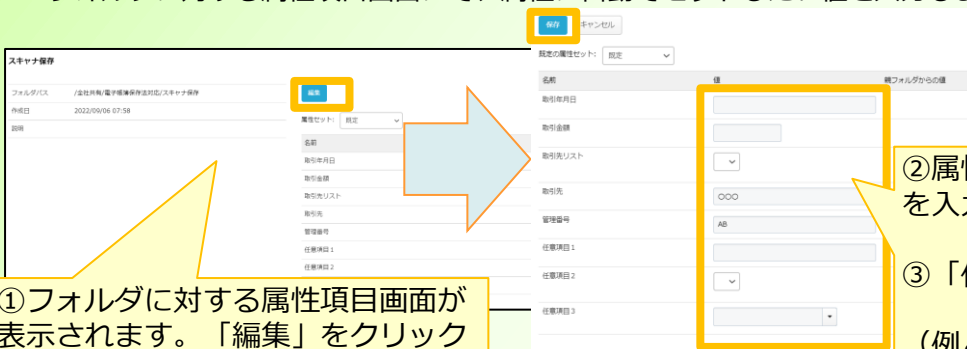 スキャナ保存
フォルダパス /全社共有/電子帳簿保存法対応/スキャナ保存
作成日 2022/09/06 07:58
説明
編集
属性セット: 既定
名前
取引年月日
取引金額
取引先リスト
取引先
管理番号
任意項目1
任意項目2
①フォルダに対する属性項目画面が
表示されます。「編集」をクリック
保存 キャンセル
既定の属性セット: 既定
名前 値 親フォルダからの値
取引年月日
取引金額
取引先リスト
取引先 〇〇〇
管理番号 AB
任意項目1
任意項目2
任意項目3
②属
を入
③「
(例